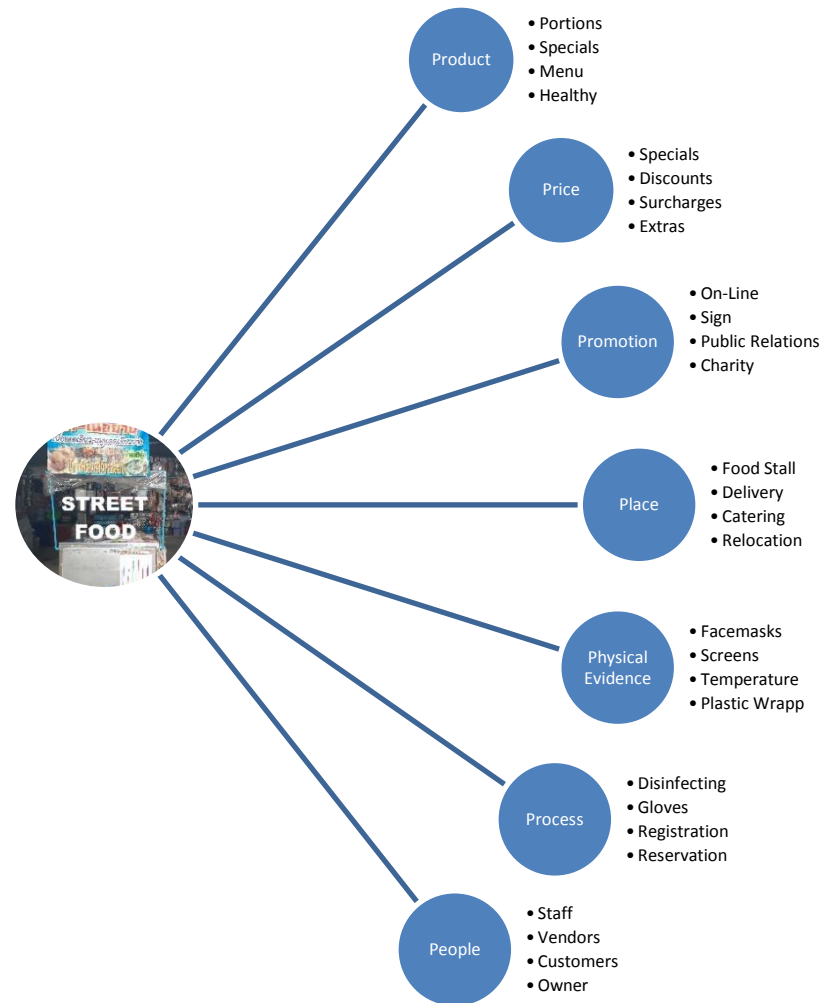 Product
• Portions
• Specials
• Menu
• Healthy
Price
• Specials
• Discounts
• Surcharges
• Extras
Promotion
• On-Line
• Sign
• Public Relations
• Charity
STREET
FOOD
Place
• Food Stall
• Delivery
• Catering
• Relocation
Physical
Evidence
• Facemasks
• Screens
• Temperature
• Plastic Wrapp
Process
• Disinfecting
• Gloves
• Registration
• Reservation
People
• Staff
• Vendors
• Customers
• Owner